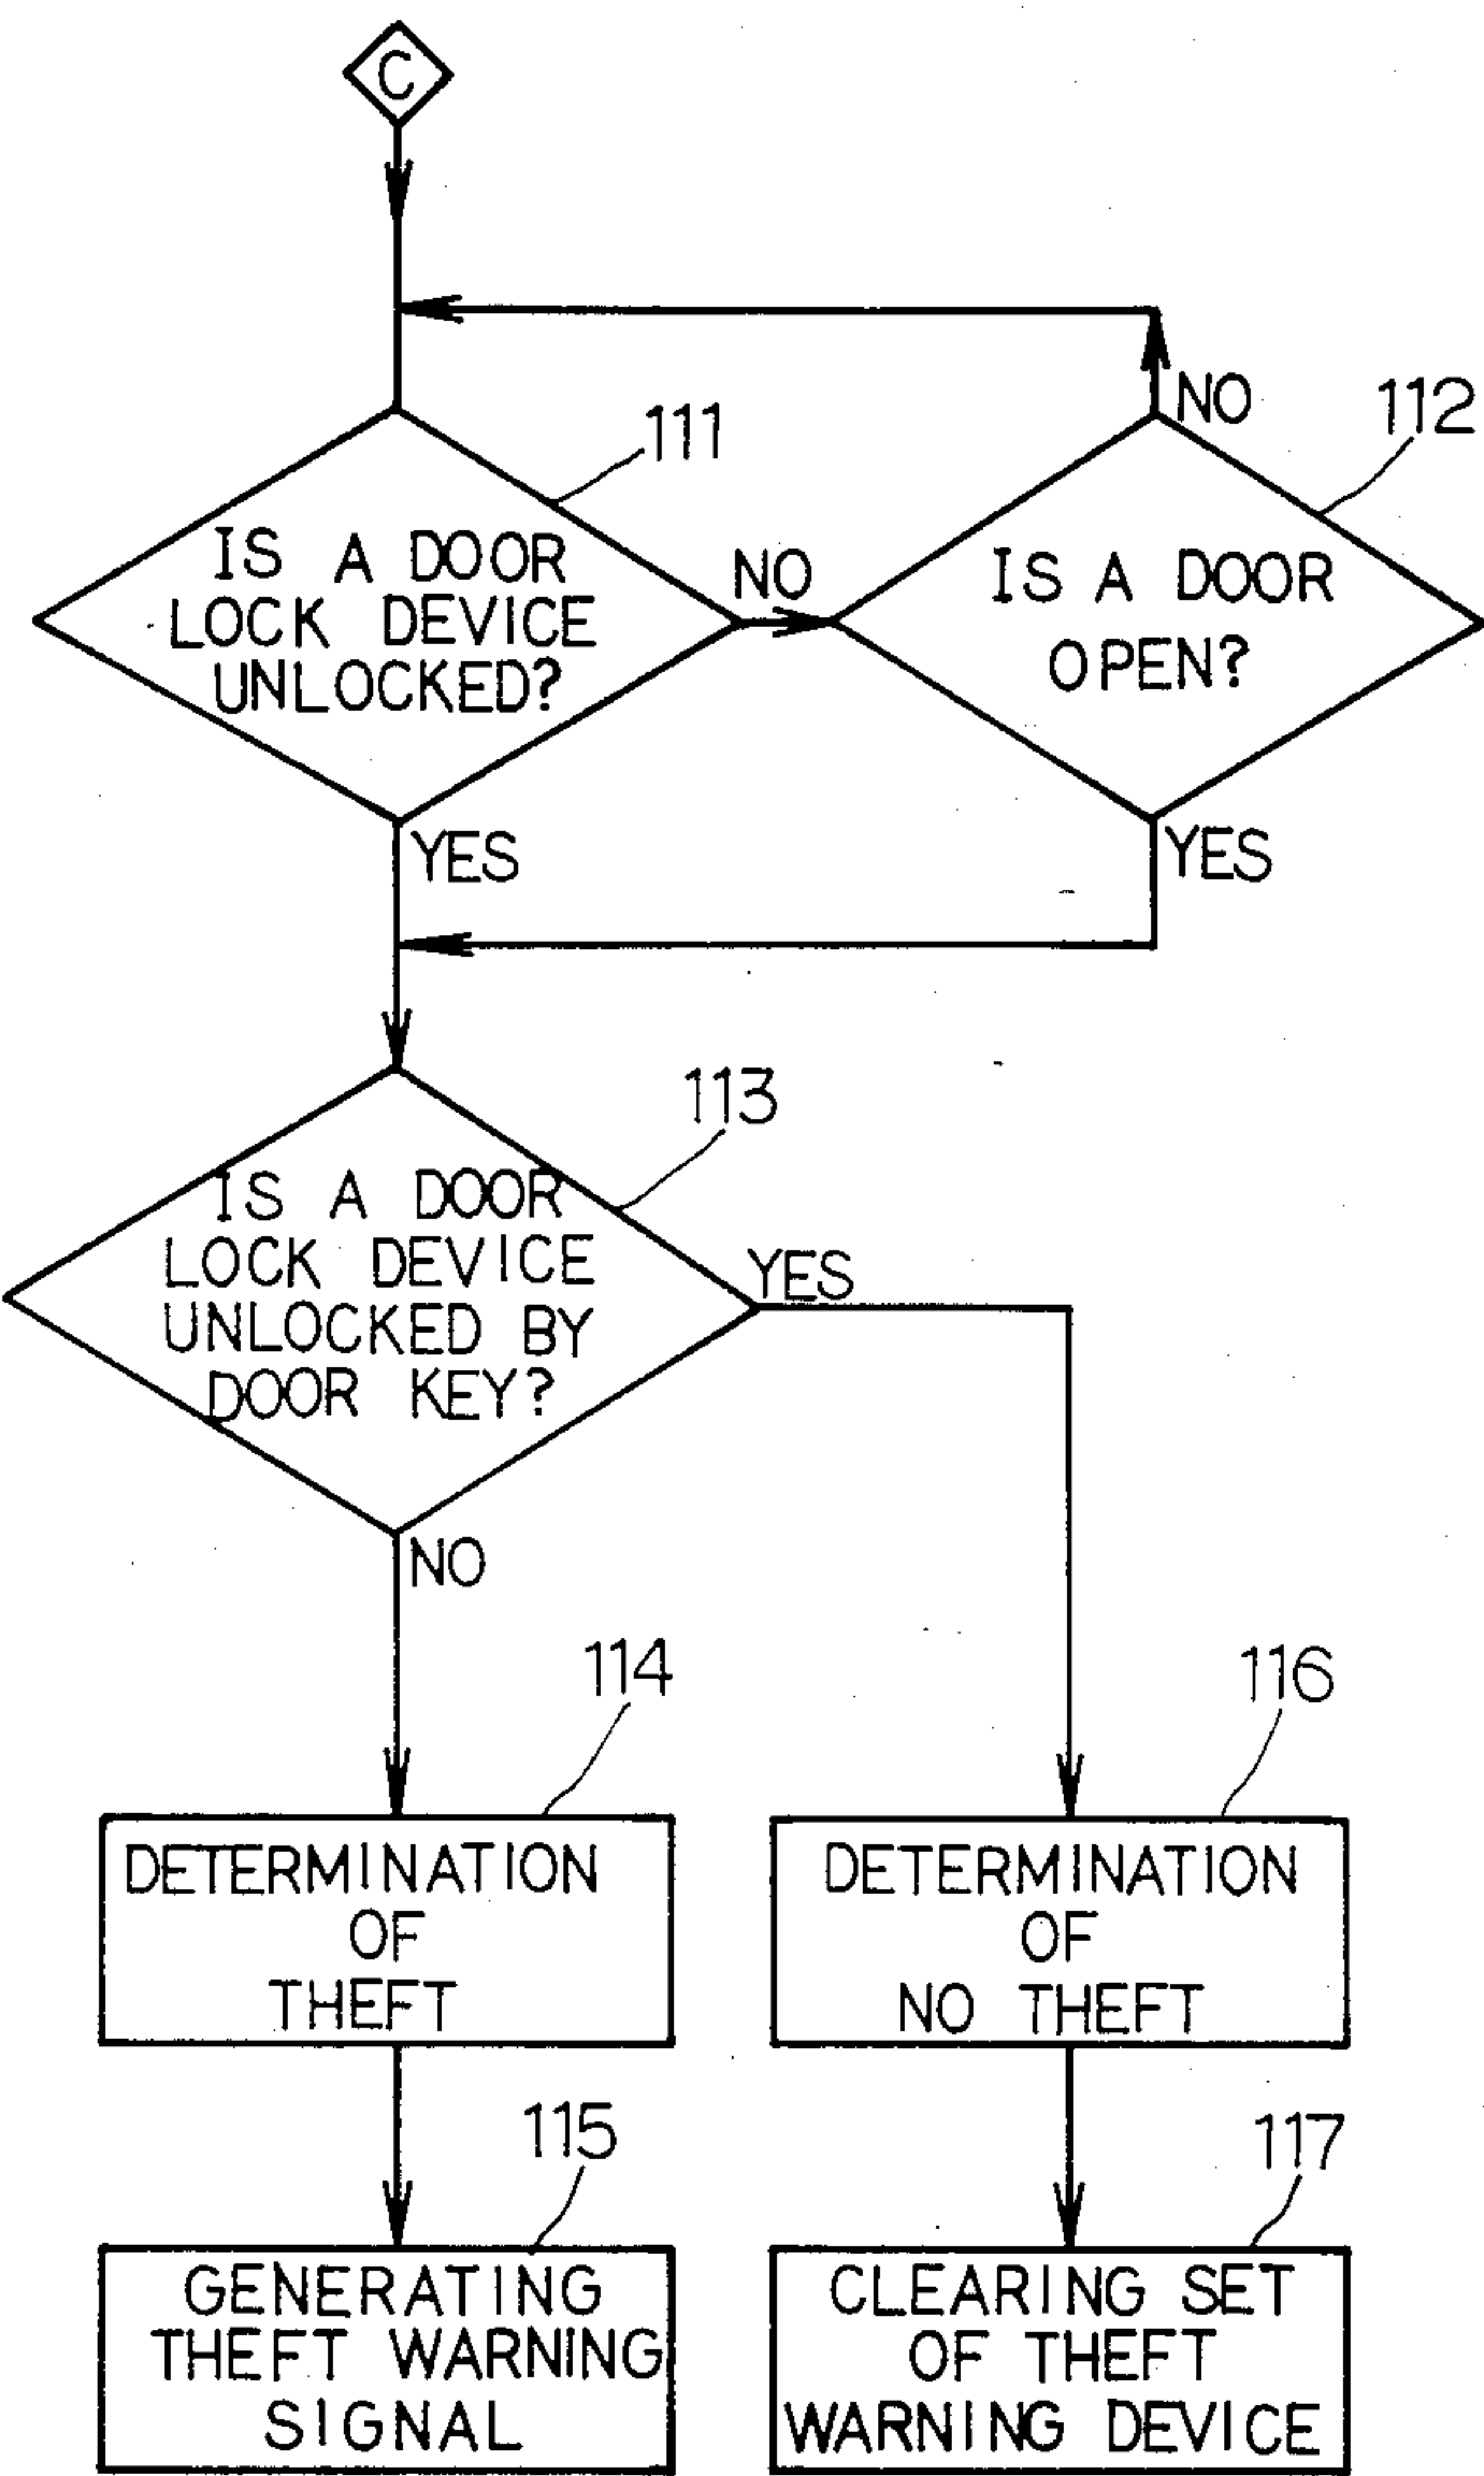 C
NO
112
111
IS A DOOR
LOCK DEVICE
UNLOCKED?
NO
IS A DOOR
OPEN?
YES
YES
113
IS A DOOR
LOCK DEVICE
UNLOCKED BY
DOOR KEY?
YES
NO
114
116
DETERMINATION
OF
THEFT
DETERMINATION
OF
NO THEFT
115
117
GENERATING
THEFT WARNING
SIGNAL
CLEARING SET
OF THEFT
WARNING DEVICE